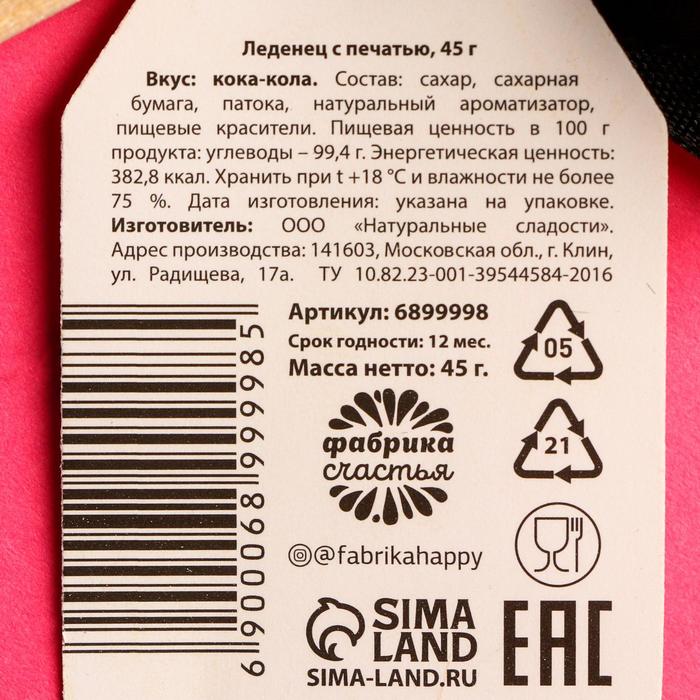 Леденец с печатью, 45 г
Вкус: кока-кола. Состав: сахар, сахарная
бумага, патока, натуральный ароматизатор,
пищевые красители. Пищевая ценность в 100 г
продукта: углеводы – 99,4 г. Энергетическая ценность:
382,8 ккал. Хранить при t +18 °C и влажности не более
75 %. Дата изготовления: указана на упаковке.
Изготовитель: ООО «Натуральные сладости».
Адрес производства: 141603, Московская обл., г. Клин,
ул. Радищева, 17а. ТУ 10.82.23-001-39544584-2016
Артикул: 6899998
Срок годности: 12 мес.
Масса нетто: 45 г.
05
21
фабрика
счастья
@fabrikahappy
SIMA
LAND
SIMA-LAND.RU
EAC
6900068999985